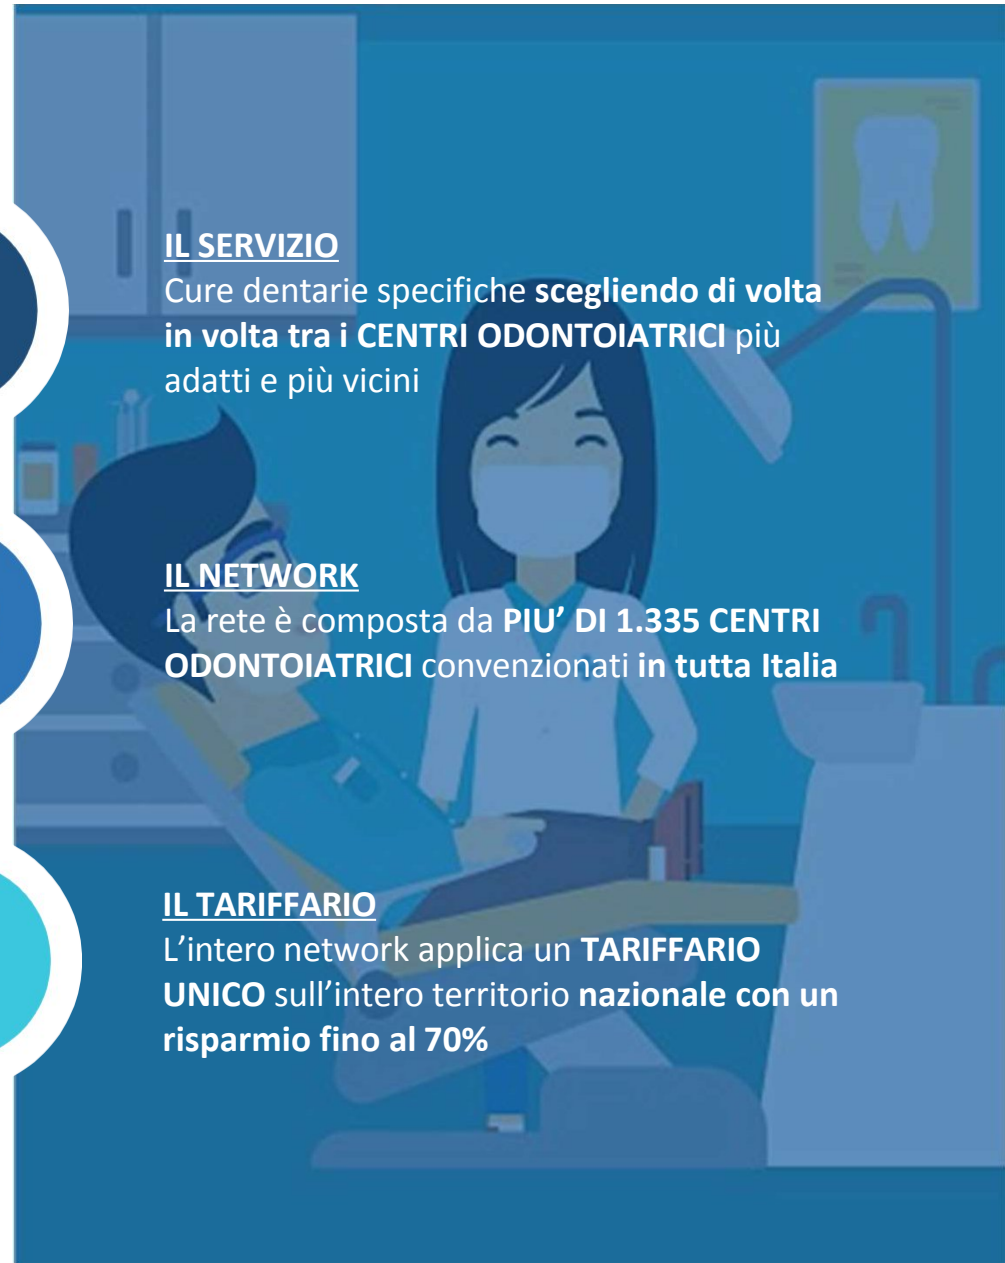 IL SERVIZIO
Cure dentarie specifiche scegliendo di volta
in volta tra i CENTRI ODONTOIATRICI più
adatti e più vicini
IL NETWORK
La rete è composta da PIU’ DI 1.335 CENTRI
ODONTOIATRICI convenzionati in tutta Italia
IL TARIFFARIO
L’intero network applica un TARIFFARIO
UNICO sull’intero territorio nazionale con un
risparmio fino al 70%